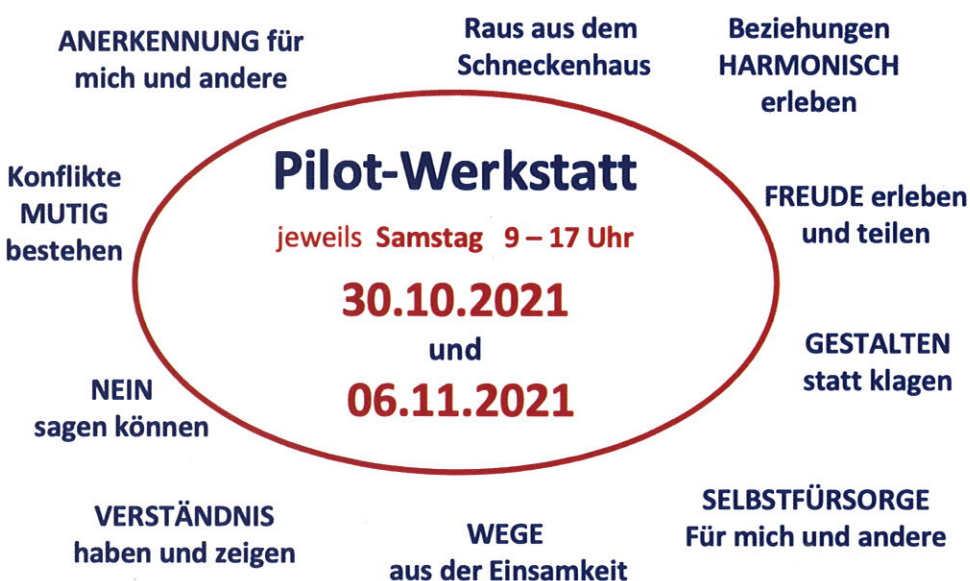 ANERKENNUNG für
mich und andere
Raus aus dem
Schneckenhaus
Beziehungen
HARMONISCH
erleben
Konflikte
MUTIG
bestehen
Pilot-Werkstatt
jeweils Samstag 9 – 17 Uhr
30.10.2021
und
06.11.2021
FREUDE erleben
und teilen
GESTALTEN
statt klagen
NEIN
sagen können
VERSTÄNDNIS
haben und zeigen
WEGE
aus der Einsamkeit
SELBSTFÜRSORGE
Für mich und andere